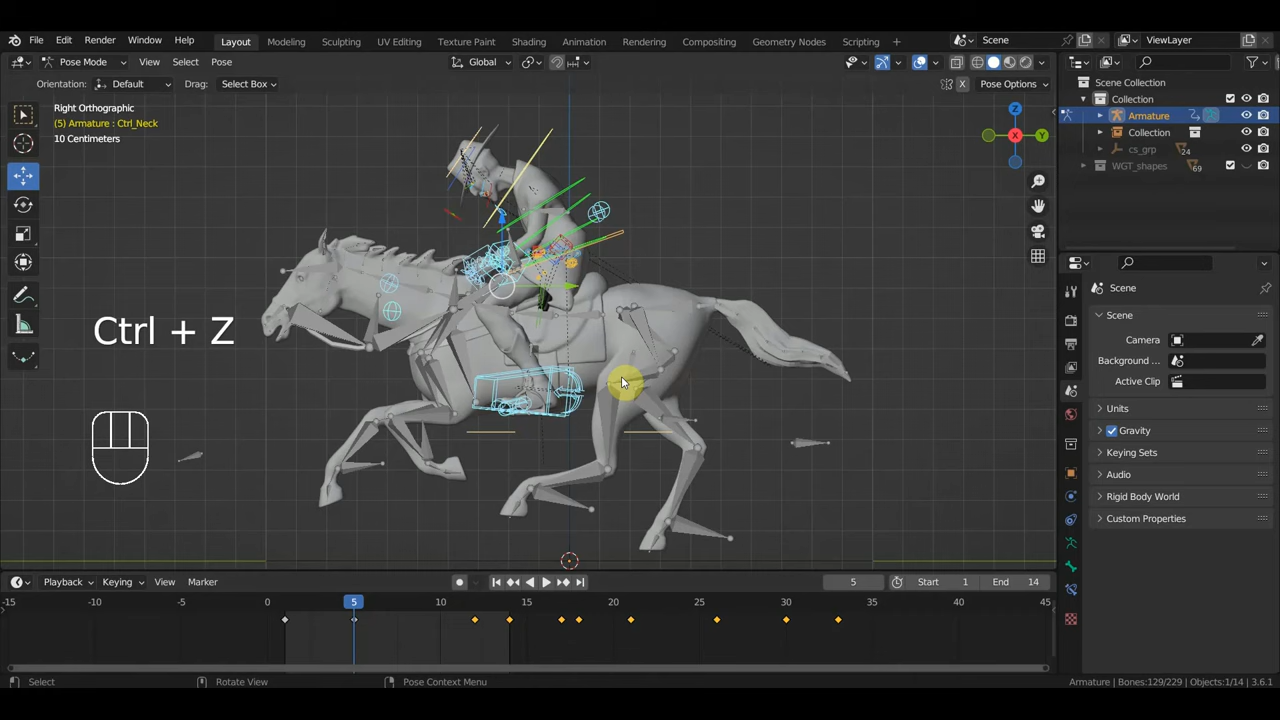 File Edit Render Window Help Layout Modeling Sculpting UV Editing Texture Paint Shading Animation Rendering Compositing Geometry Nodes Scripting + Scene ViewLayer
Pose Mode View Select Pose Global
Orientation: Default Drag: Select Box X Pose Options
Scene Collection
Collection
Armature
Collection
cs_grp 24
WGT_shapes 69
Right Orthographic
(5) Armature : Ctrl_Neck
10 Centimeters
Z
X
Y
Ctrl + Z
Scene
Scene
Camera
Background ...
Active Clip
Units
Gravity
Keying Sets
Audio
Rigid Body World
Custom Properties
Playback Keying View Marker 5 Start 1 End 14
-15 -10 -5 0 5 10 15 20 25 30 35 40 45
Select Rotate View Pose Context Menu Armature | Bones:129/229 | Objects:1/14 | 3.6.1